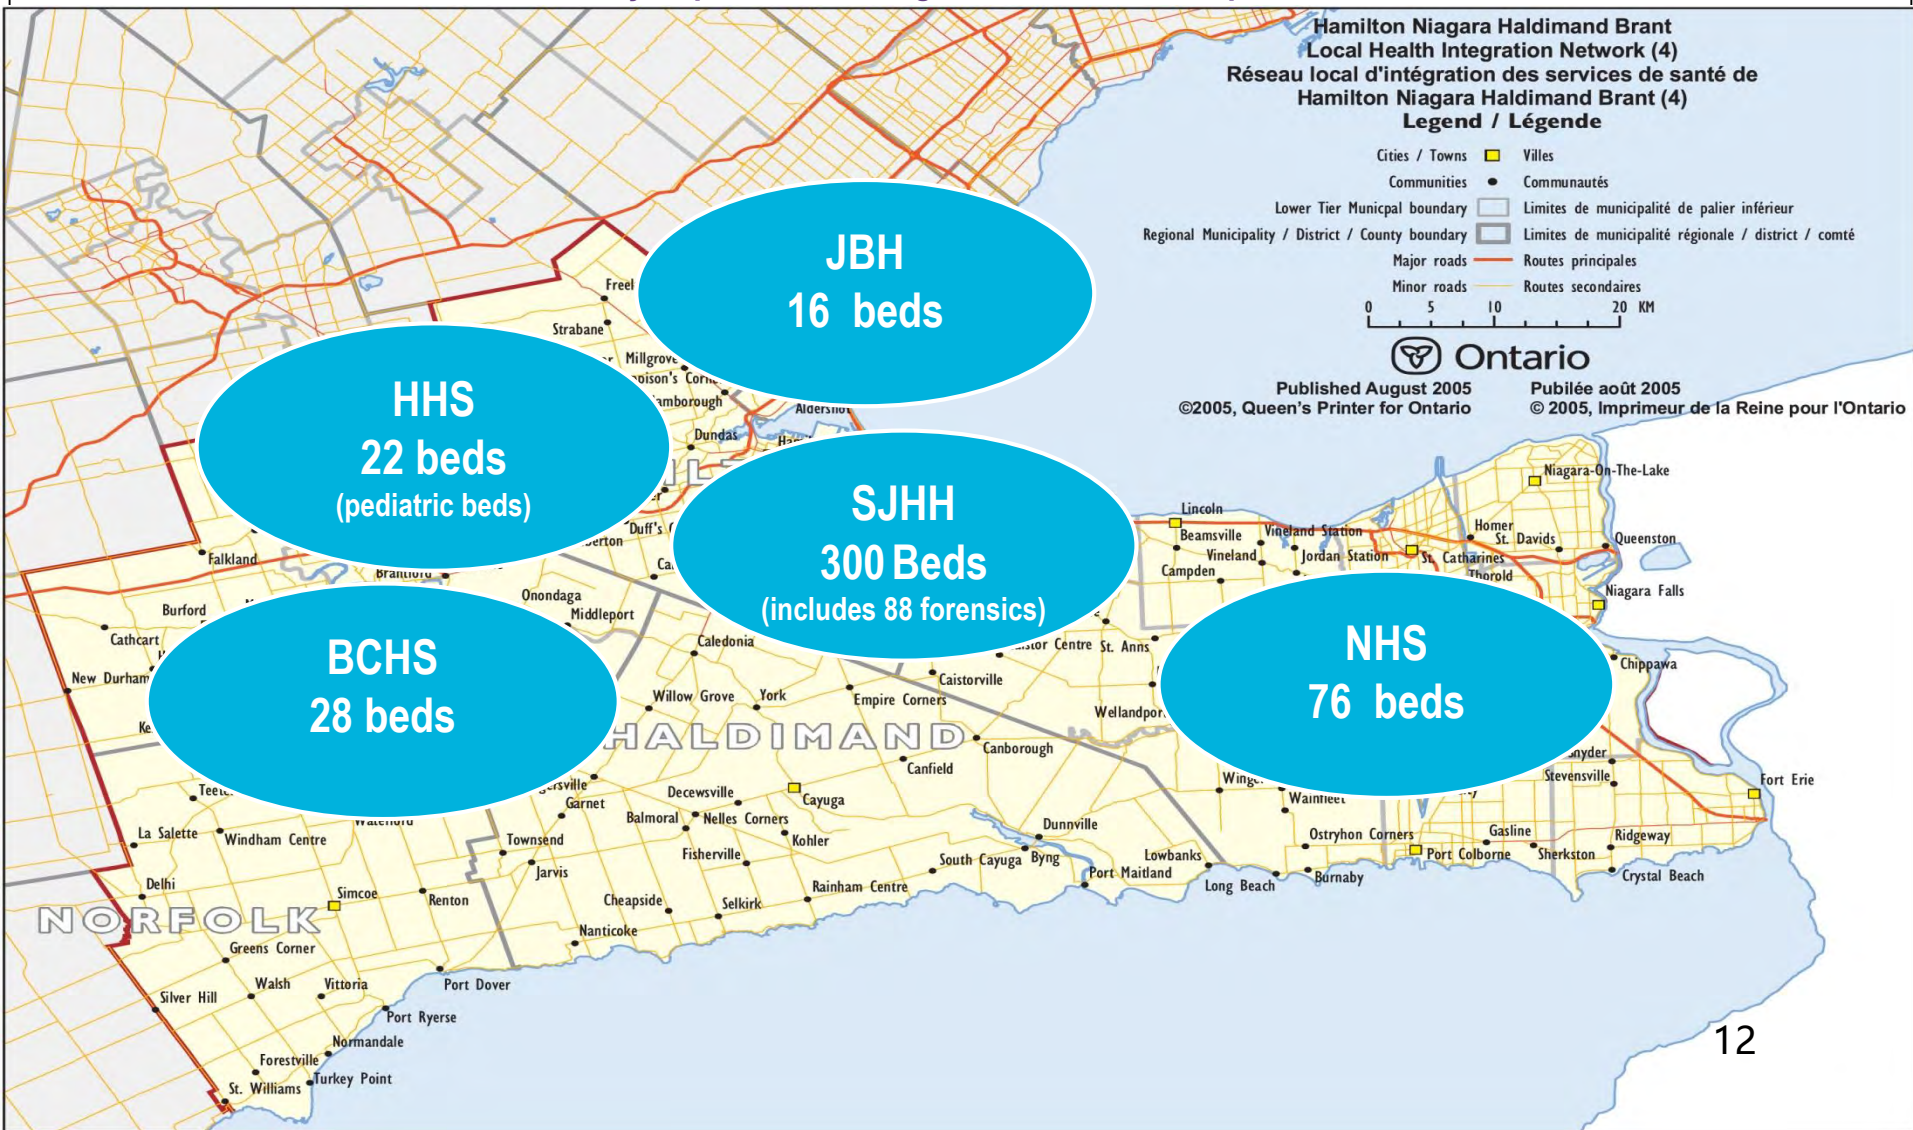 Hamilton Niagara Haldimand Brant
Local Health Integration Network (4)
Réseau local d'intégration des services de santé de
Hamilton Niagara Haldimand Brant (4)
Legend / Légende
Cities / Towns Villes
Communities Communautés
Lower Tier Municpal boundary Limites de municipalité de palier inférieur
Regional Municipality / District / County boundary Limites de municipalité régionale / district / comté
Major roads Routes principales
Minor roads Routes secondaires
0 5 10 20 KM
Ontario
Published August 2005 Pubilée août 2005
©2005, Queen's Printer for Ontario © 2005, Imprimeur de la Reine pour l'Ontario
JBH
16 beds
HHS
22 beds
(pediatric beds)
SJHH
300 Beds
(includes 88 forensics)
BCHS
28 beds
NHS
76 beds
Strabane
Millgrove
Aldershot
Dundas
Falkland
Brantford
Burford
Cathcart
New Durham
Onondaga
Middleport
Caledonia
Willow Grove
York
Empire Corners
Caistorville
St. Anns
Lincoln
Beamsville
Vineland Station
Vineland
Jordan Station
Campden
Niagara-On-The-Lake
Homer
St. Davids
Queenston
St. Catharines
Thorold
Niagara Falls
Chippawa
HALDIMAND
Canborough
Canfield
Stevensville
Fort Erie
Wainfleet
Garnet
Decewsville
Cayuga
Balmoral
Nelles Corners
Kohler
Dunnville
La Salette
Windham Centre
Waterford
Townsend
Jarvis
Fisherville
South Cayuga
Byng
Lowbanks
Port Maitland
Long Beach
Burnaby
Ostryhon Corners
Port Colborne
Gasline
Sherkston
Ridgeway
Crystal Beach
Delhi
Simcoe
Renton
Cheapside
Selkirk
Rainham Centre
NORFOLK
Nanticoke
Greens Corner
Walsh
Vittoria
Port Dover
Silver Hill
Port Ryerse
Normandale
Forestville
Turkey Point
St. Williams
12